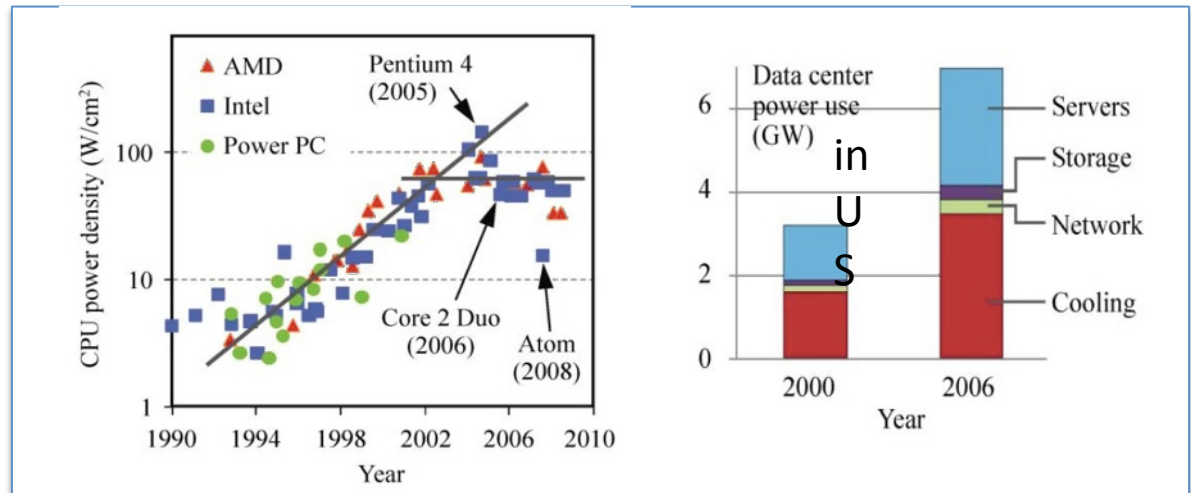 AMD
Intel
Power PC
Pentium 4
(2005)
CPU power density (W/cm²)
100
10
1
Core 2 Duo
(2006)
Atom
(2008)
1990 1994 1998 2002 2006 2010
Year
Data center
power use
(GW)
in
U
S
6
4
2
0
Servers
Storage
Network
Cooling
2000 2006
Year